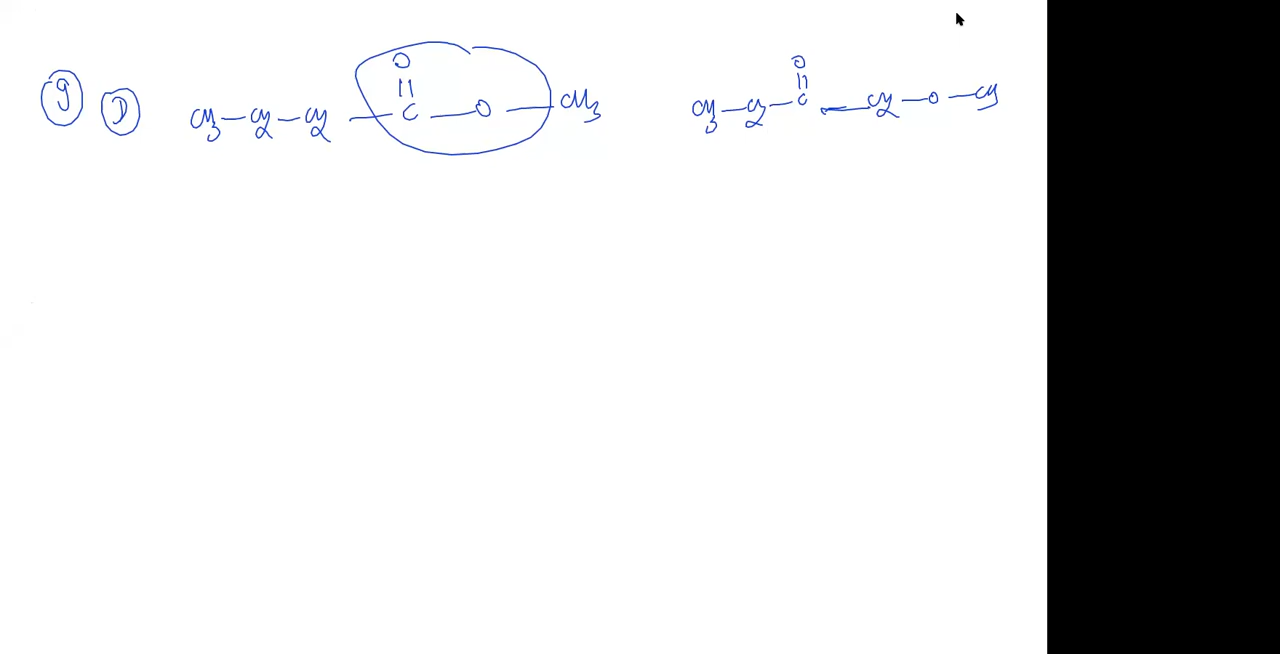 O O
9 D CH3—CH2—CH2—C—O—CH3 CH3—CH2—C—CH2—O—CH3